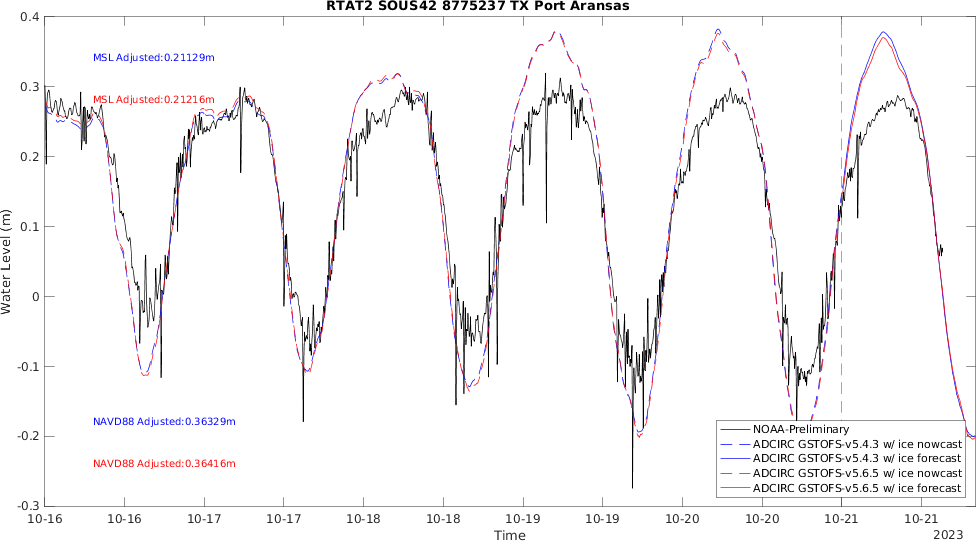 RTAT2 SOUS42 8775237 TX Port Aransas
0.4
0.3
0.2
0.1
0
-0.1
-0.2
-0.3
Water Level (m)
MSL Adjusted:0.21129m
MSL Adjusted:0.21216m
NAVD88 Adjusted:0.36329m
NAVD88 Adjusted:0.36416m
NOAA-Preliminary
ADCIRC GSTOFS-v5.4.3 w/ ice nowcast
ADCIRC GSTOFS-v5.4.3 w/ ice forecast
ADCIRC GSTOFS-v5.6.5 w/ ice nowcast
ADCIRC GSTOFS-v5.6.5 w/ ice forecast
10-16 10-16 10-17 10-17 10-18 10-18 10-19 10-19 10-20 10-20 10-21 10-21
Time
2023